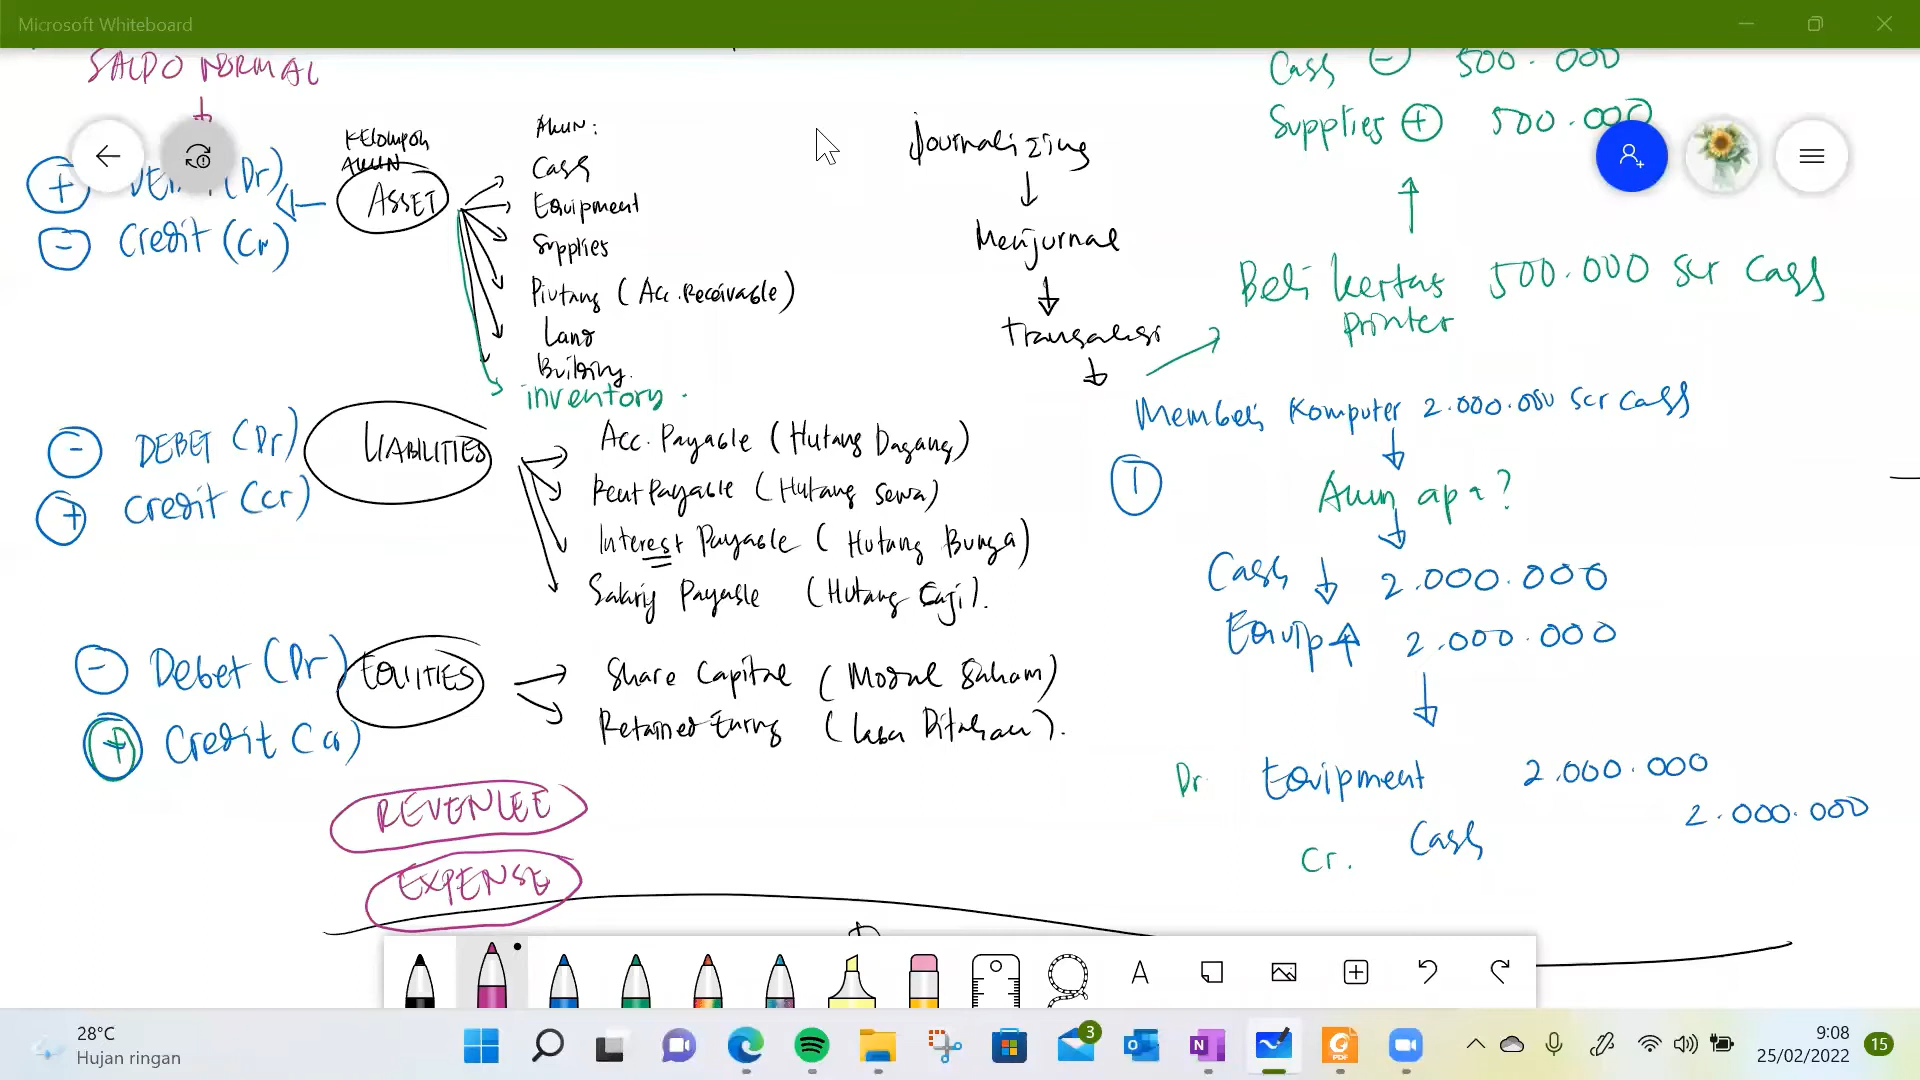 Microsoft Whiteboard
SALDO NORMAL
+ (Dr)
- Credit (Cr)
KELOMPOK
AKUN
ASSET
Akun:
Cash
Equipment
Supplies
Piutang (Acc. Receivable)
Land
Building.
inventory.
- DEBET (Dr)
+ Credit (Cr)
LIABILITIES
Acc. Payable (Hutang Dagang)
Rent Payable (Hutang Sewa)
Interest Payable (Hutang Bunga)
Salary Payable (Hutang Gaji).
- Debet (Dr)
+ Credit (Cr)
EQUITIES
Share Capital (Modal Saham)
(Laba Ditahan).
REVENUE
EXPENSE
Journalizing
Menjurnal
Transaksi
Cash - 500.000
Supplies + 500.000
Beli kertas 500.000 scr cash
printer
Membeli Komputer 2.000.000 scr cash
1
Akun apa?
Cash ↓ 2.000.000
Equip ↑ 2.000.000
Dr. Equipment 2.000.000
Cr. Cash 2.000.000
A
3
PDF
28°C
Hujan ringan
9:08
25/02/2022
15